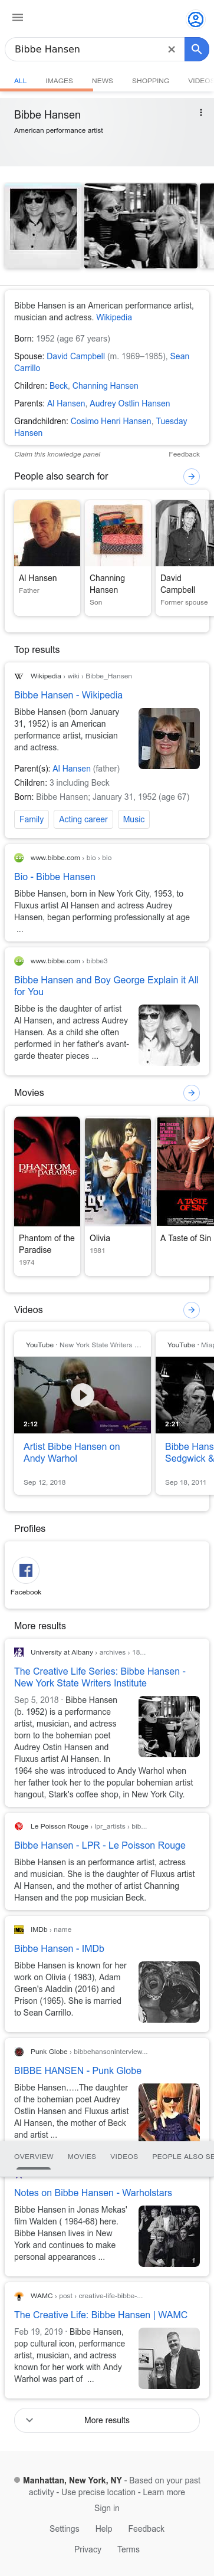 Bibbe Hansen
ALL IMAGES NEWS SHOPPING VIDEOS
Bibbe Hansen
American performance artist
Bibbe Hansen is an American performance artist,
musician and actress. Wikipedia
Born: 1952 (age 67 years)
Spouse: David Campbell (m. 1969–1985), Sean
Carrillo
Children: Beck, Channing Hansen
Parents: Al Hansen, Audrey Ostlin Hansen
Grandchildren: Cosimo Henri Hansen, Tuesday
Hansen
Claim this knowledge panel Feedback
People also search for
Al Hansen
Father
Channing
Hansen
Son
David
Campbell
Former spouse
Top results
Wikipedia › wiki › Bibbe_Hansen
Bibbe Hansen - Wikipedia
Bibbe Hansen (born January
31, 1952) is an American
performance artist, musician
and actress.
Parent(s): Al Hansen (father)
Children: 3 including Beck
Born: Bibbe Hansen; January 31, 1952 (age 67)
Family Acting career Music
www.bibbe.com › bio › bio
Bio - Bibbe Hansen
Bibbe Hansen, born in New York City, 1953, to
Fluxus artist Al Hansen and actress Audrey
Hansen, began performing professionally at age
...
www.bibbe.com › bibbe3
Bibbe Hansen and Boy George Explain it All
for You
Bibbe is the daughter of artist
Al Hansen, and actress Audrey
Hansen. As a child she often
performed in her father's avant-
garde theater pieces ...
Movies
PHANTOM
OF THE
PARADISE
Phantom of the
Paradise
1974
Olivia
1981
A TASTE
OF SIN
A Taste of Sin
Videos
YouTube · New York State Writers ...
2:12
Artist Bibbe Hansen on
Andy Warhol
Sep 12, 2018
YouTube ·
2:21
Bibbe
Sedgwick &
Sep 18, 2011
Profiles
Facebook
More results
University at Albany › archives › 18...
The Creative Life Series: Bibbe Hansen -
New York State Writers Institute
Sep 5, 2018 · Bibbe Hansen
(b. 1952) is a performance
artist, musician, and actress
born to the bohemian poet
Audrey Ostin Hansen and
Fluxus artist Al Hansen. In
1964 she was introduced to Andy Warhol when
her father took her to the popular bohemian artist
hangout, Stark's coffee shop, in New York City.
Le Poisson Rouge › lpr_artists › bib...
Bibbe Hansen - LPR - Le Poisson Rouge
Bibbe Hansen is an performance artist, actress
and musician. She is the daughter of Fluxus artist
Al Hansen, and the mother of artist Channing
Hansen and the pop musician Beck.
IMDb › name
Bibbe Hansen - IMDb
Bibbe Hansen is known for her
work on Olivia ( 1983), Adam
Green's Aladdin (2016) and
Prison (1965). She is married
to Sean Carrillo.
Punk Globe › bibbehansoninterview...
BIBBE HANSEN - Punk Globe
Bibbe Hansen.....The daughter
of the bohemian poet Audrey
Ostlin Hansen and Fluxus artist
Al Hansen, the mother of Beck
and artist ...
OVERVIEW MOVIES VIDEOS PEOPLE ALSO SE
Notes on Bibbe Hansen - Warholstars
Bibbe Hansen in Jonas Mekas'
film Walden ( 1964-68) here.
Bibbe Hansen lives in New
York and continues to make
personal appearances ...
WAMC › post › creative-life-bibbe-...
The Creative Life: Bibbe Hansen | WAMC
Feb 19, 2019 · Bibbe Hansen,
pop cultural icon, performance
artist, musician, and actress
known for her work with Andy
Warhol was part of ...
More results
Manhattan, New York, NY - Based on your past
activity - Use precise location - Learn more
Sign in
Settings Help Feedback
Privacy Terms